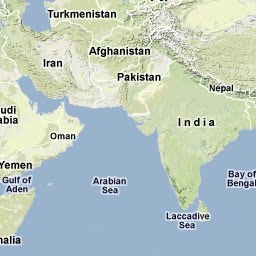 Turkmenistan
Afghanistan
Iran
Pakistan
Nepal
udi
abia
India
Oman
Yemen
Gulf of
Aden
Arabian
Sea
Bay of
Bengal
Laccadive
Sea
nalia